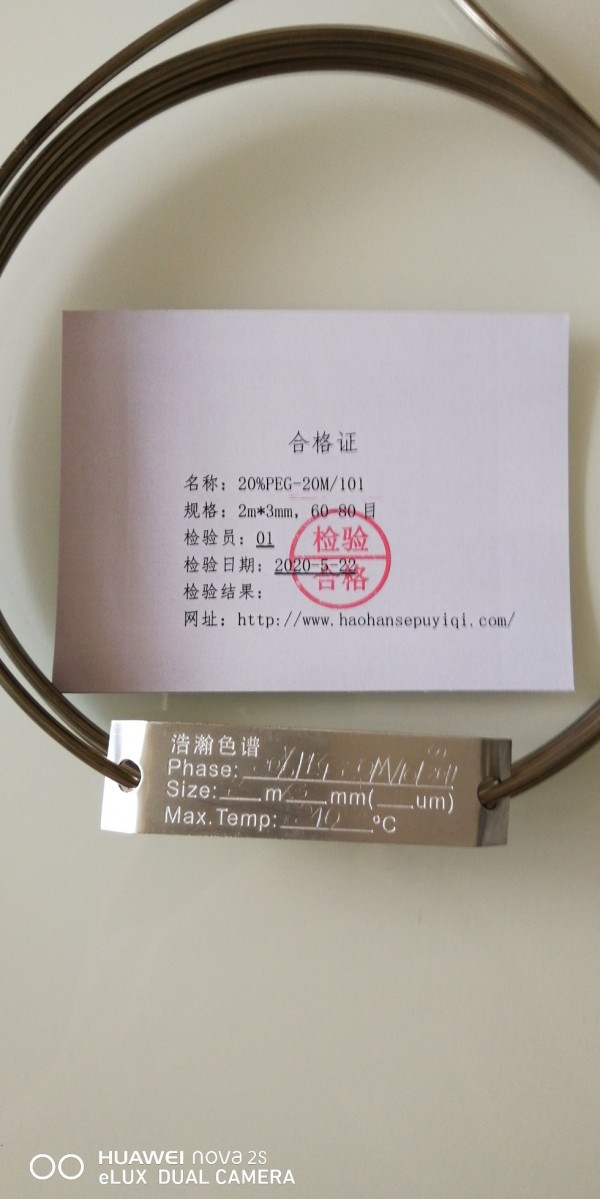 合格证
名称：20%PEG-20M/101
规格：2m*3mm，60-80目
检验员：01
检验日期：2020-5-22
检验结果：
网址：http://www.haohansepuyiqi.com/
检验
合格
浩瀚色谱
Phase:
Size: m mm( um)
Max.Temp: ℃
HUAWEI nova 2s
eLUX DUAL CAMERA